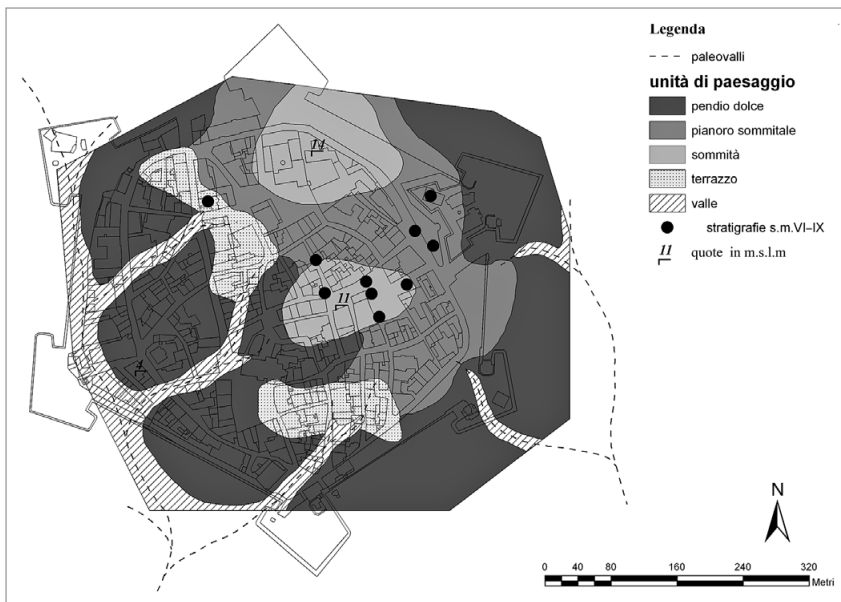 Legenda
paleovalli
unità di paesaggio
pendio dolce
pianoro sommitale
sommità
terrazzo
valle
stratigrafie s.m.VI–IX
11 quote in m.s.l.m
14
11
4
N
0 40 80 160 240 320
Metri